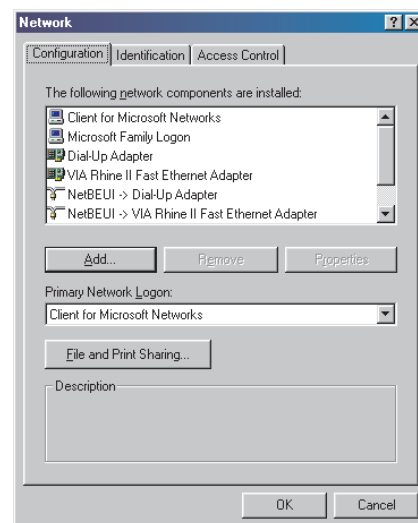 Network
Configuration Identification Access Control
The following network components are installed:
Client for Microsoft Networks
Microsoft Family Logon
Dial-Up Adapter
VIA Rhine II Fast Ethernet Adapter
NetBEUI -> Dial-Up Adapter
NetBEUI -> VIA Rhine II Fast Ethernet Adapter
Add... Remove Properties
Primary Network Logon:
Client for Microsoft Networks
File and Print Sharing...
Description
OK Cancel